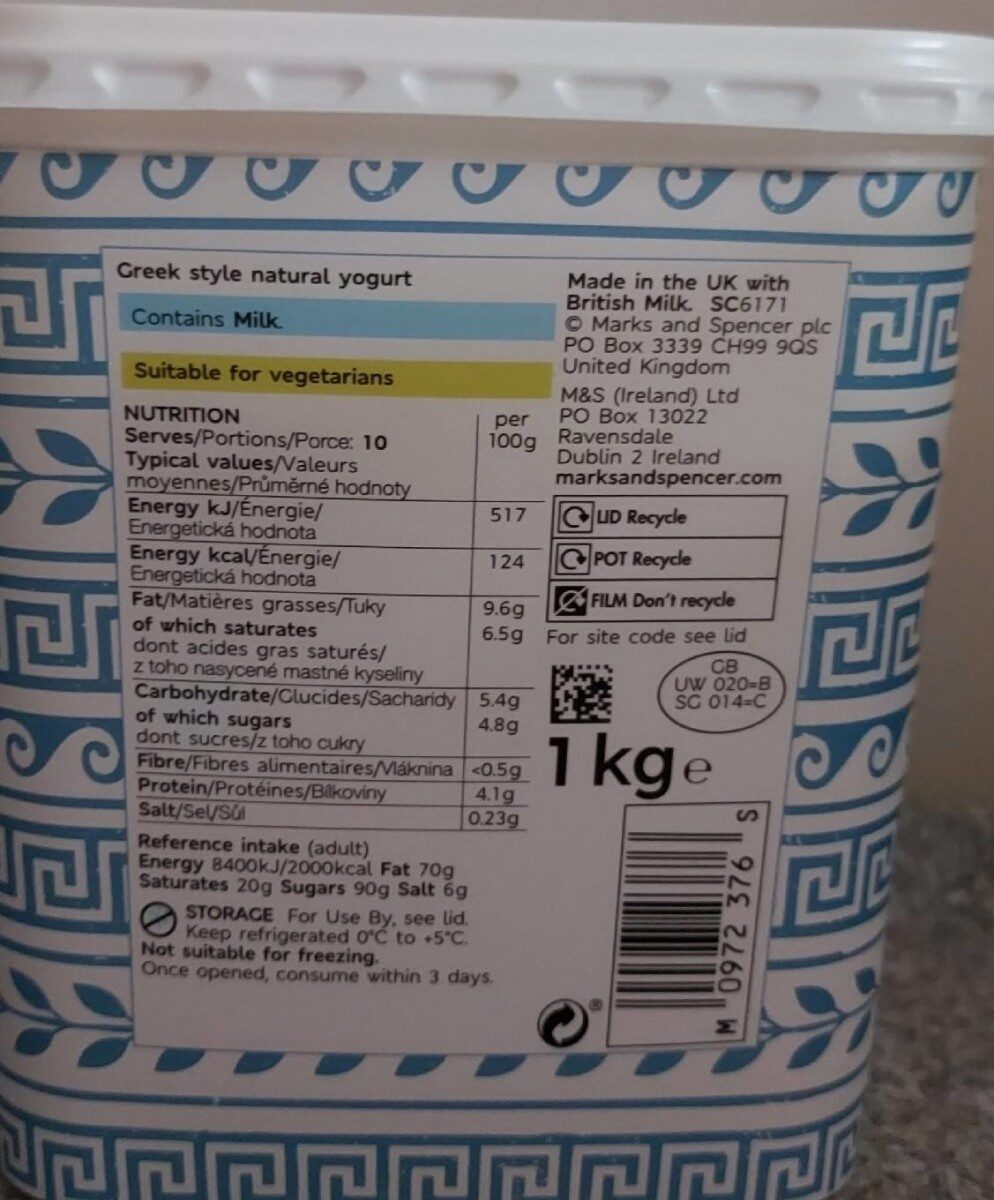 Greek style natural yogurt
Contains Milk
Suitable for vegetarians
NUTRITION
Serves/Portions/Porce: 10
Typical values/Valeurs
moyennes/Průměrné hodnoty
per
100g
Energy kJ/Énergie/
Energetická hodnota
517
Energy kcal/Énergie/
Energetická hodnota
124
Fat/Matières grasses/Tuky
9.6g
of which saturates
6.5g
dont acides gras saturés/
z toho nasycené mastné kyseliny
Carbohydrate/Glucides/Sacharidy
5.4g
of which sugars
4.8g
dont sucres/z toho cukry
Fibre/Fibres alimentaires/Vláknina
<0.5g
Protein/Protéines/Bílkoviny
4.1g
Salt/Sel/Sůl
0.23g
Reference intake (adult)
Energy 8400kJ/2000kcal Fat 70g
Saturates 20g Sugars 90g Salt 6g
STORAGE For Use By, see lid.
Keep refrigerated 0°C to +5°C.
Not suitable for freezing.
Once opened, consume within 3 days.
Made in the UK with
British Milk. SC6171
© Marks and Spencer plc
PO Box 3339 CH99 9QS
United Kingdom
M&S (Ireland) Ltd
PO Box 13022
Ravensdale
Dublin 2 Ireland
marksandspencer.com
LID Recycle
POT Recycle
FILM Don't recycle
For site code see lid
GB
UW 020=B
SG 014=C
1 kg e
M 0972 376 S
®